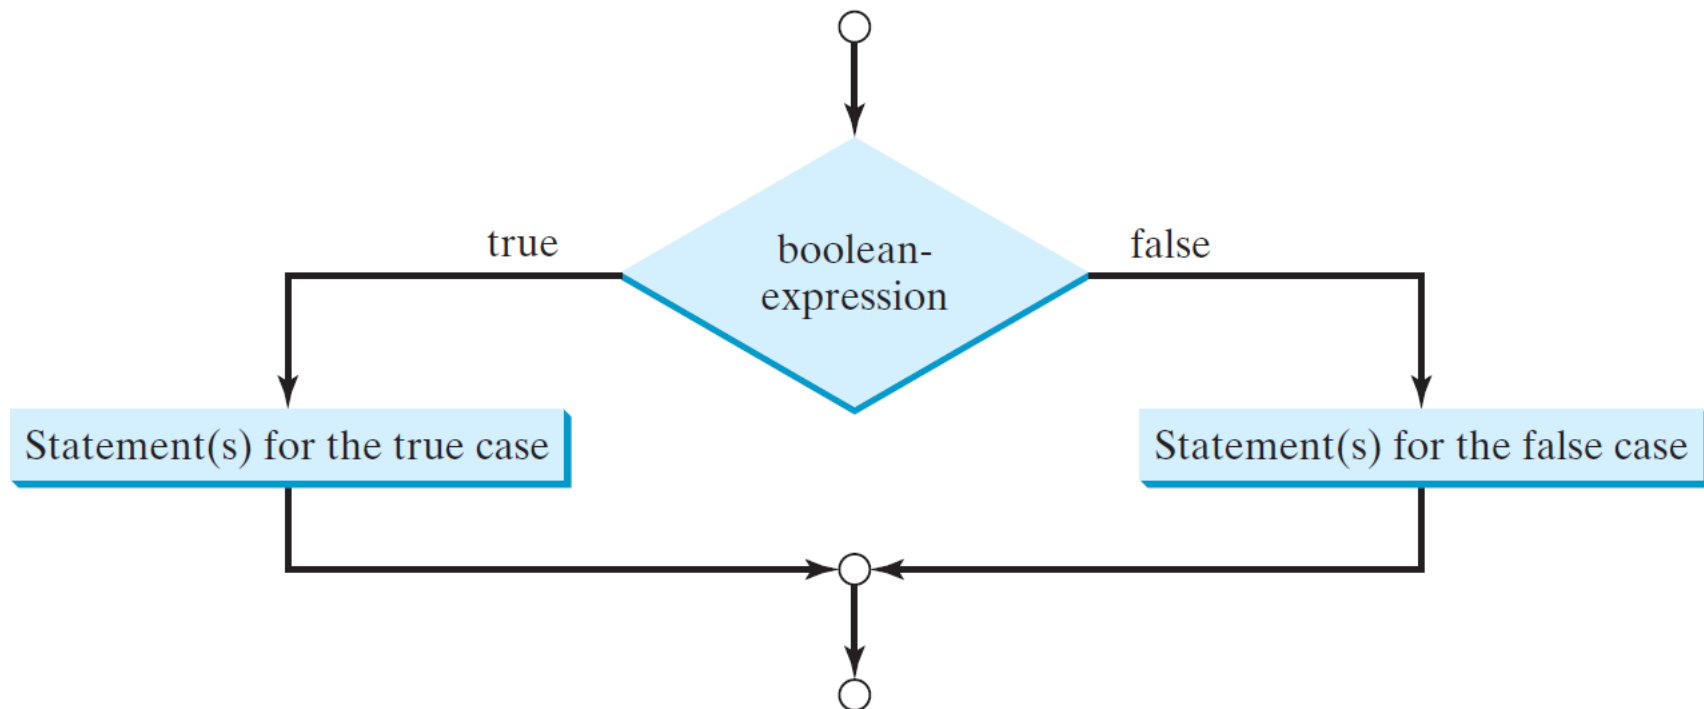 true
boolean-
expression
false
Statement(s) for the true case
Statement(s) for the false case